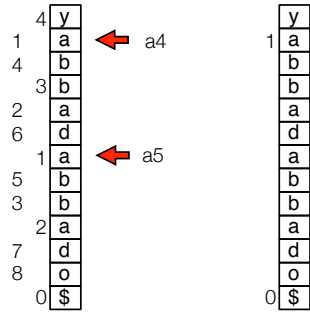 4 y y
1 a a4 1 a
4 b b
3 b b
2 a a
6 d d
1 a a5 a
5 b b
3 b b
2 a a
7 d d
8 o o
0 $ 0 $